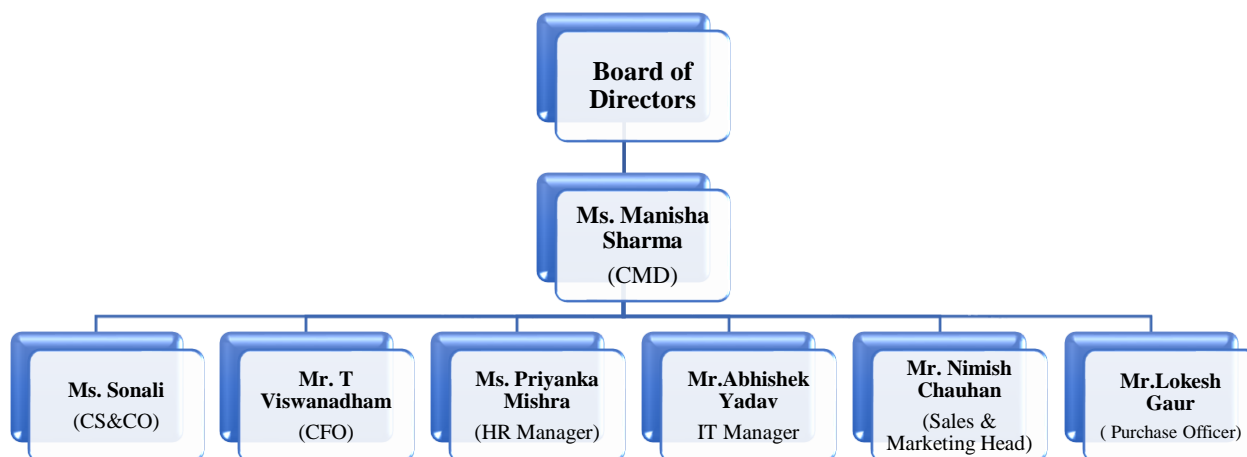 Board of
Directors
Ms. Manisha
Sharma
(CMD)
Ms. Sonali
(CS&CO)
Mr. T
Viswanadham
(CFO)
Ms. Priyanka
Mishra
(HR Manager)
Mr.Abhishek
Yadav
IT Manager
Mr. Nimish
Chauhan
(Sales &
Marketing Head)
Mr.Lokesh
Gaur
( Purchase Officer)